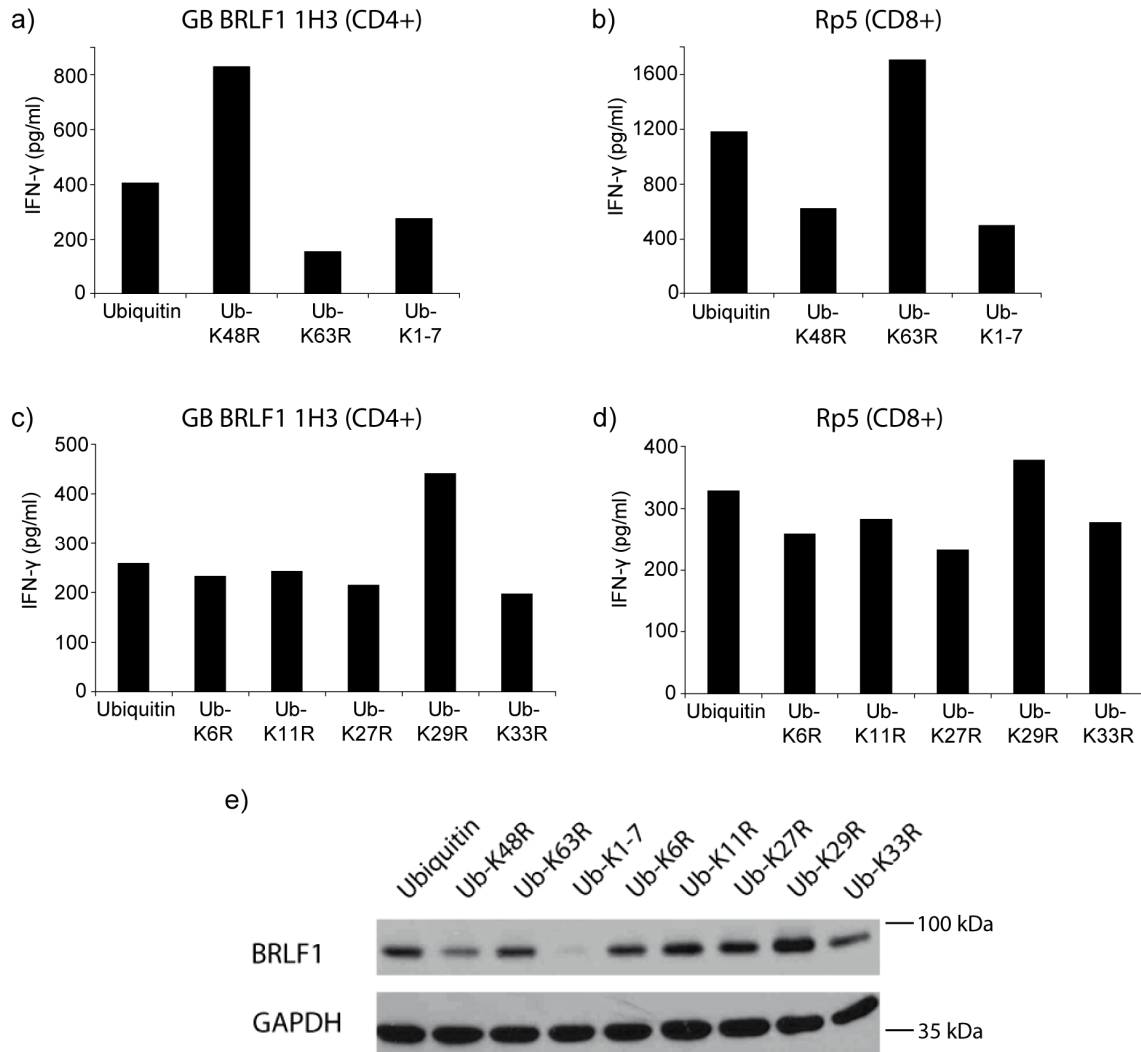 a)
GB BRLF1 1H3 (CD4+)
IFN-γ (pg/ml)
800
600
400
200
0
Ubiquitin
Ub-K48R
Ub-K63R
Ub-K1-7
b)
Rp5 (CD8+)
IFN-γ (pg/ml)
1600
1200
800
400
0
Ubiquitin
Ub-K48R
Ub-K63R
Ub-K1-7
c)
GB BRLF1 1H3 (CD4+)
IFN-γ (pg/ml)
500
400
300
200
100
0
Ubiquitin
Ub-K6R
Ub-K11R
Ub-K27R
Ub-K29R
Ub-K33R
d)
Rp5 (CD8+)
IFN-γ (pg/ml)
400
300
200
100
0
Ubiquitin
Ub-K6R
Ub-K11R
Ub-K27R
Ub-K29R
Ub-K33R
e)
Ubiquitin
Ub-K48R
Ub-K63R
Ub-K1-7
Ub-K6R
Ub-K11R
Ub-K27R
Ub-K29R
Ub-K33R
BRLF1
100 kDa
GAPDH
35 kDa